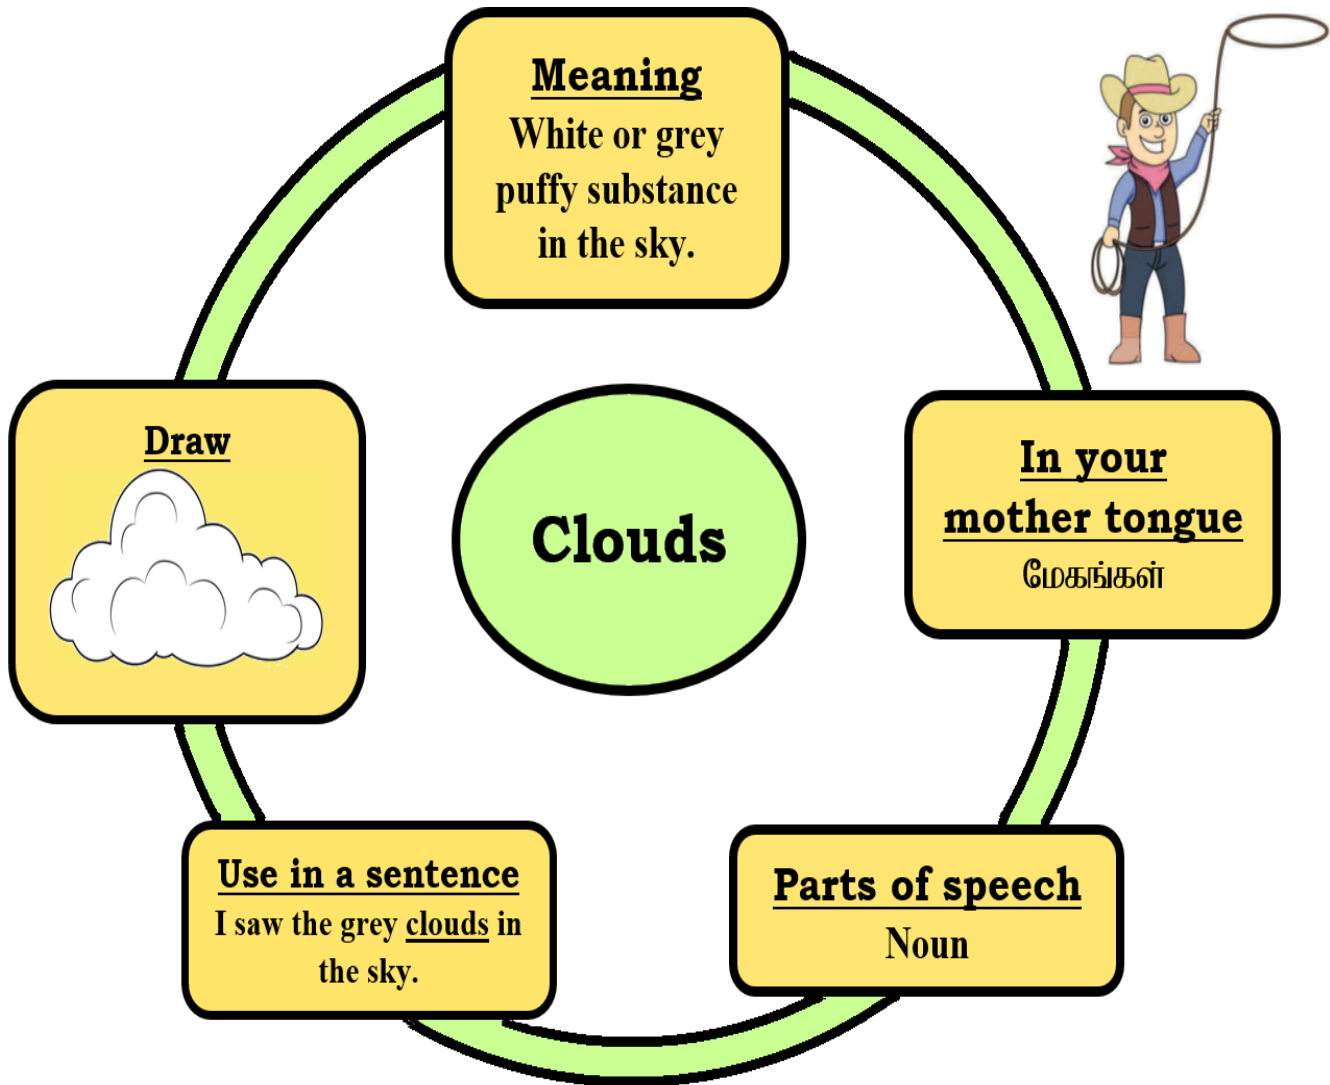 Meaning
White or grey
puffy substance
in the sky.
Draw
Clouds
In your
mother tongue
மேகங்கள்
Use in a sentence
I saw the grey clouds in
the sky.
Parts of speech
Noun